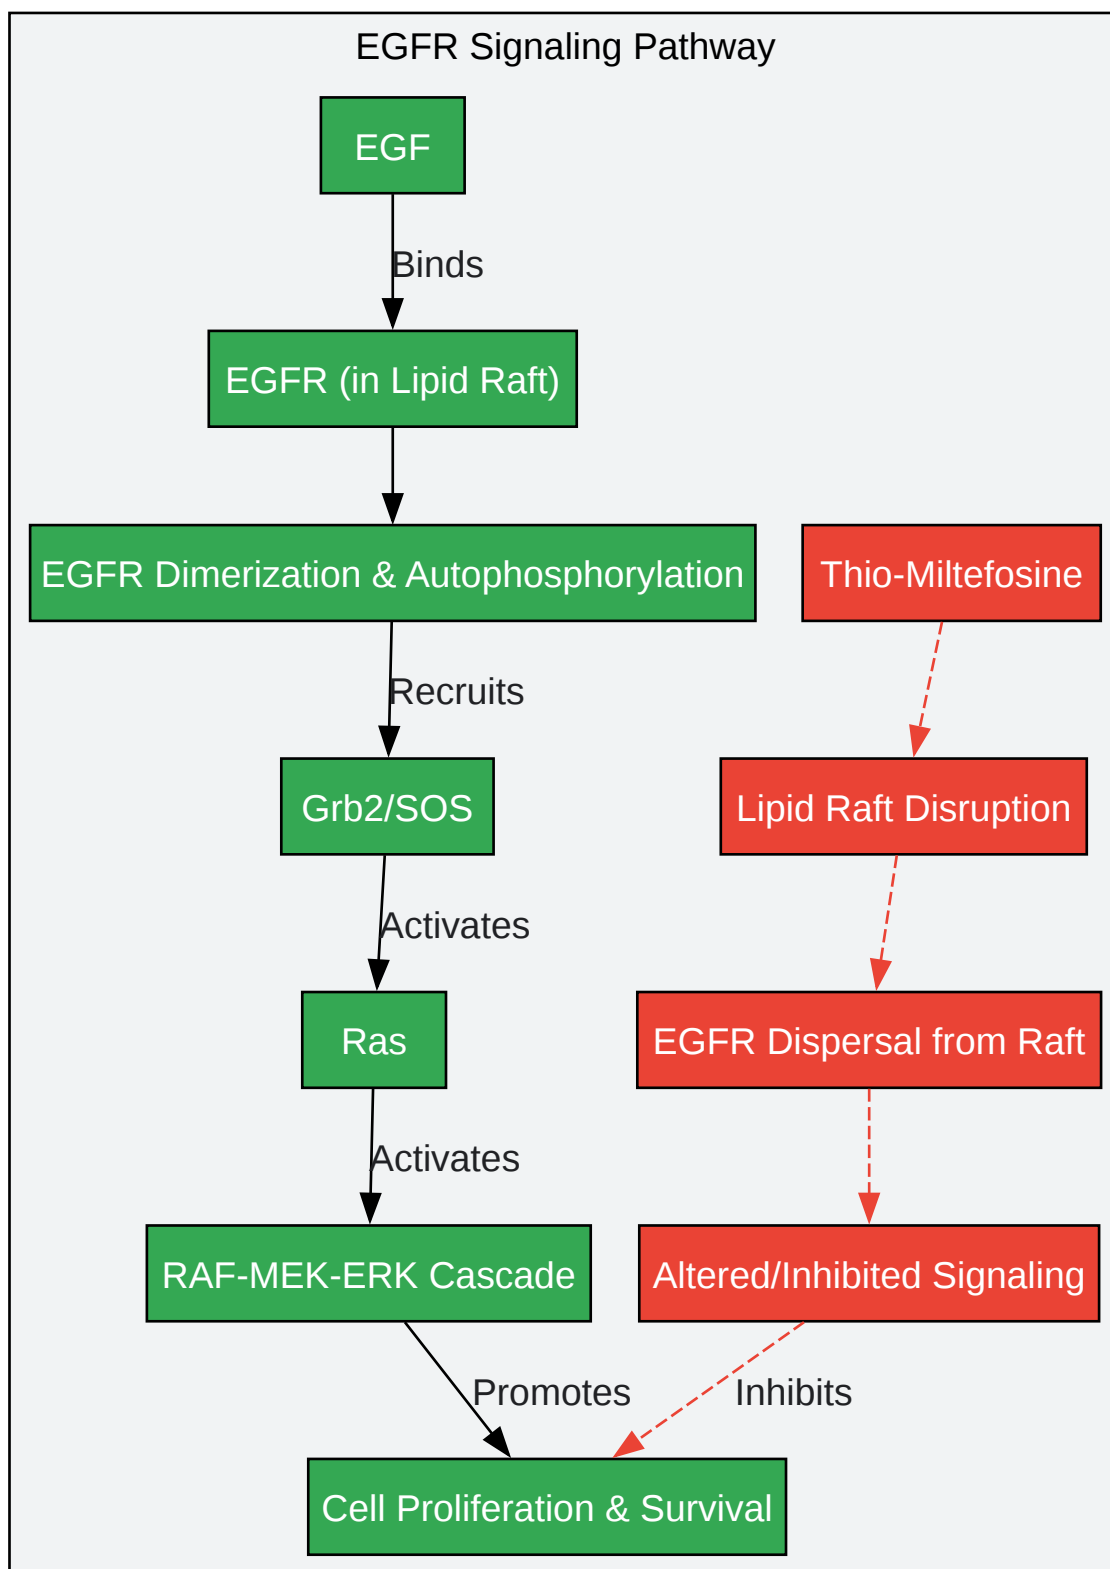 EGFR Signaling Pathway
EGF
Binds
EGFR (in Lipid Raft)
EGFR Dimerization & Autophosphorylation
Thio-Miltefosine
Recruits
Grb2/SOS
Lipid Raft Disruption
Activates
Ras
EGFR Dispersal from Raft
Activates
RAF-MEK-ERK Cascade
Altered/Inhibited Signaling
Promotes
Inhibits
Cell Proliferation & Survival